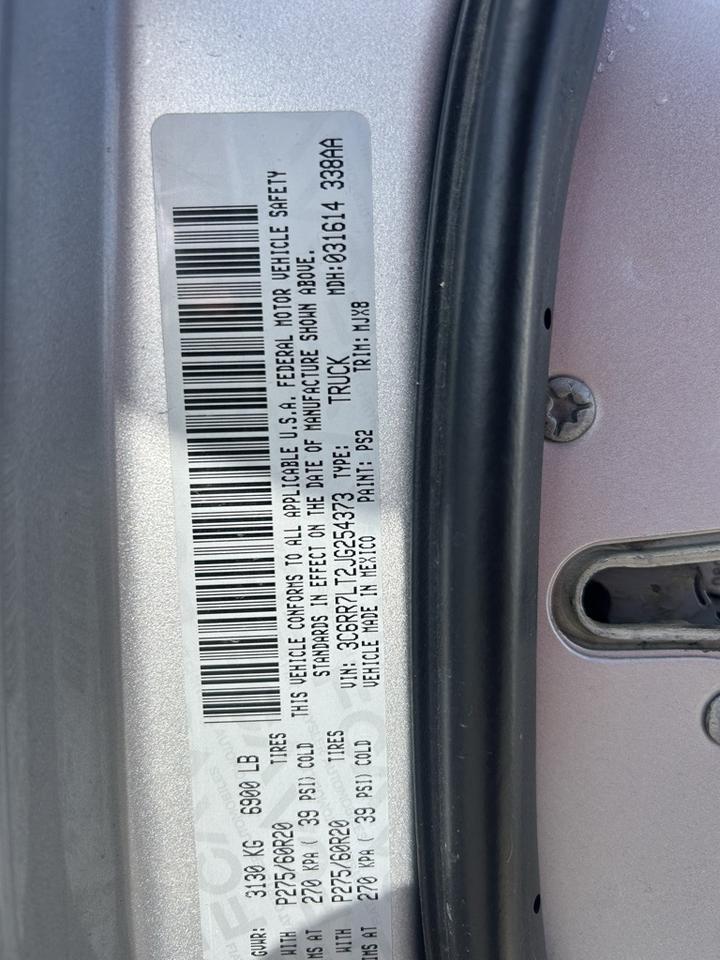 GVWR: 3130 KG 6900 LB
WITH P275/60R20 TIRES
MS AT 270 KPA ( 39 PSI) COLD
WITH P275/60R20 TIRES
IMS AT 270 KPA ( 39 PSI) COLD
THIS VEHICLE CONFORMS TO ALL APPLICABLE U.S.A. FEDERAL MOTOR VEHICLE SAFETY
STANDARDS IN EFFECT ON THE DATE OF MANUFACTURE SHOWN ABOVE.
VIN: 3C6RR7LT2JG254373 TYPE: TRUCK MDH:031614 338AA
VEHICLE MADE IN MEXICO PAINT: PS2 TRIM: MJX8